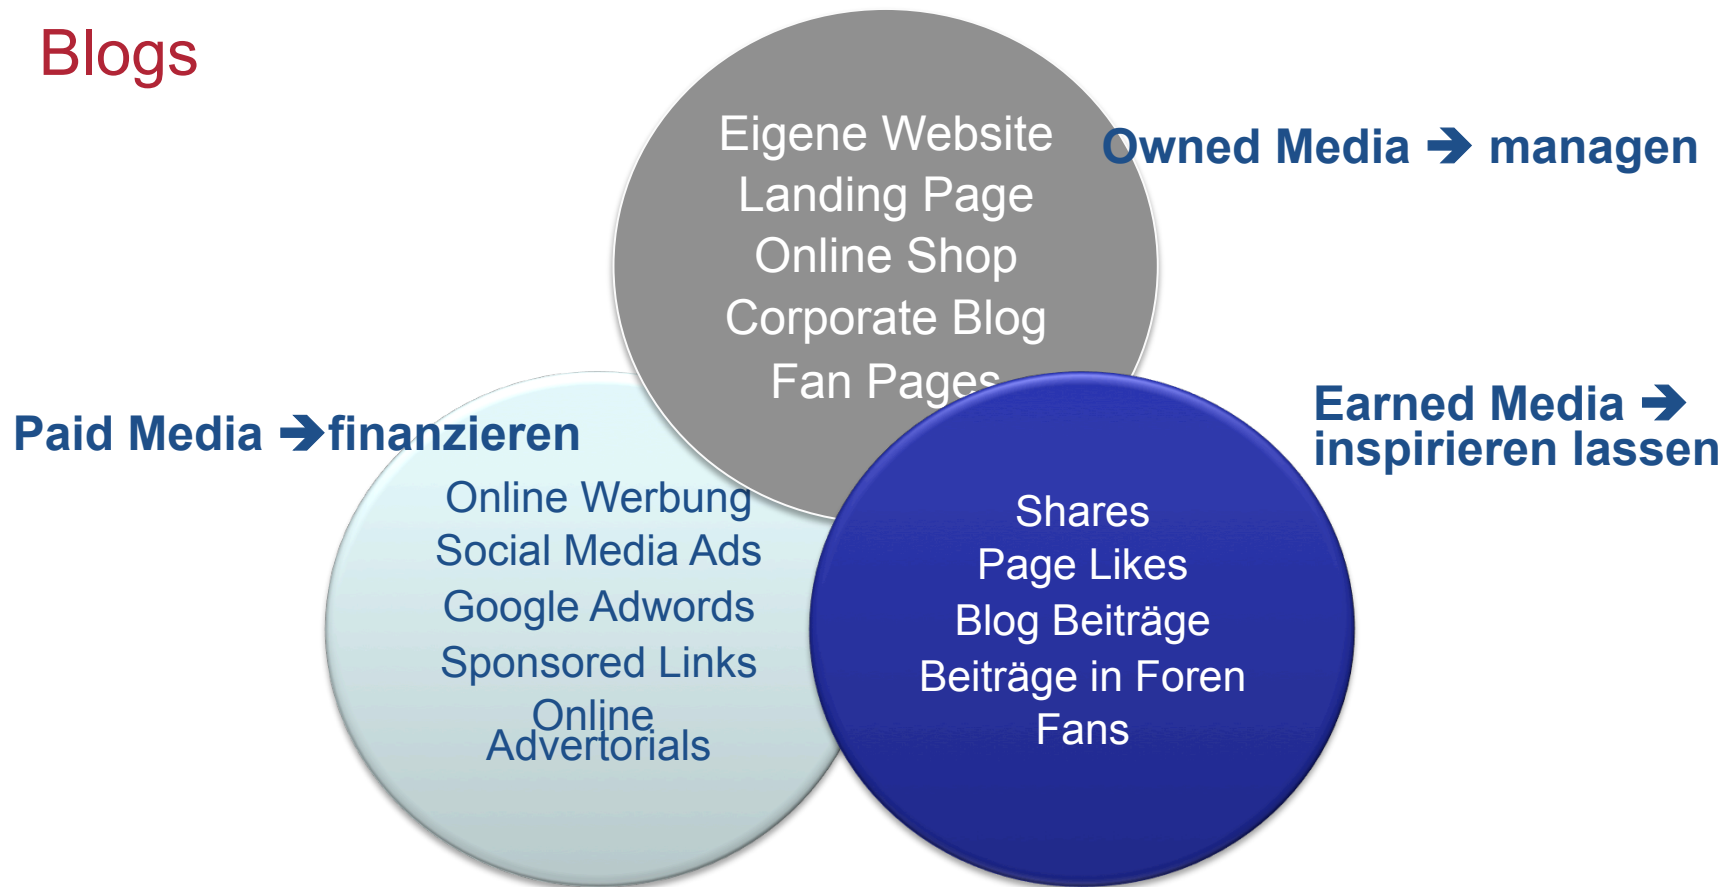 Blogs
Eigene Website
Landing Page
Online Shop
Corporate Blog
Fan Pages
Owned Media ➔ managen
Paid Media ➔finanzieren
Online Werbung
Social Media Ads
Google Adwords
Sponsored Links
Online
Advertorials
Earned Media ➔
inspirieren lassen
Shares
Page Likes
Blog Beiträge
Beiträge in Foren
Fans